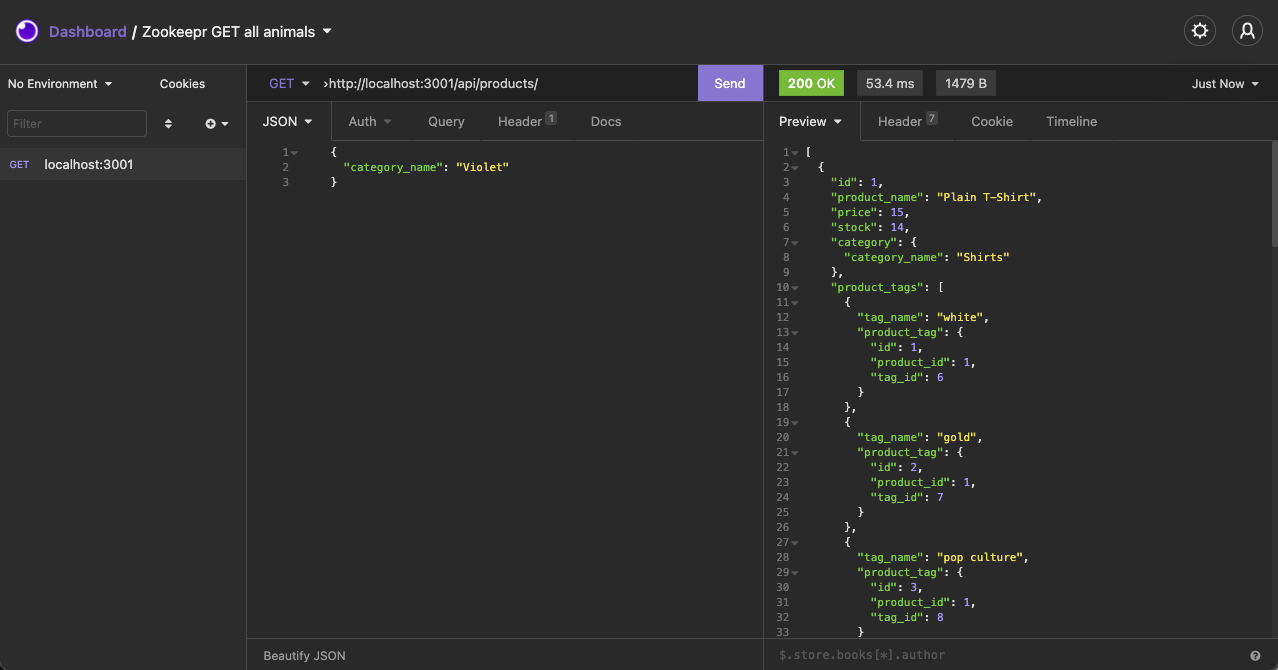 Dashboard / Zookeepr GET all animals
No Environment
Cookies
GET
›http://localhost:3001/api/products/
Send
200 OK
53.4 ms
1479 B
Just Now
Filter
GET localhost:3001
JSON
Auth
Query
Header 1
Docs
1 {
2 "category_name": "Violet"
3 }
Beautify JSON
Preview
Header 7
Cookie
Timeline
1 [
2 {
3 "id": 1,
4 "product_name": "Plain T-Shirt",
5 "price": 15,
6 "stock": 14,
7 "category": {
8 "category_name": "Shirts"
9 },
10 "product_tags": [
11 {
12 "tag_name": "white",
13 "product_tag": {
14 "id": 1,
15 "product_id": 1,
16 "tag_id": 6
17 }
18 },
19 {
20 "tag_name": "gold",
21 "product_tag": {
22 "id": 2,
23 "product_id": 1,
24 "tag_id": 7
25 }
26 },
27 {
28 "tag_name": "pop culture",
29 "product_tag": {
30 "id": 3,
31 "product_id": 1,
32 "tag_id": 8
33 }
$.store.books[*].author